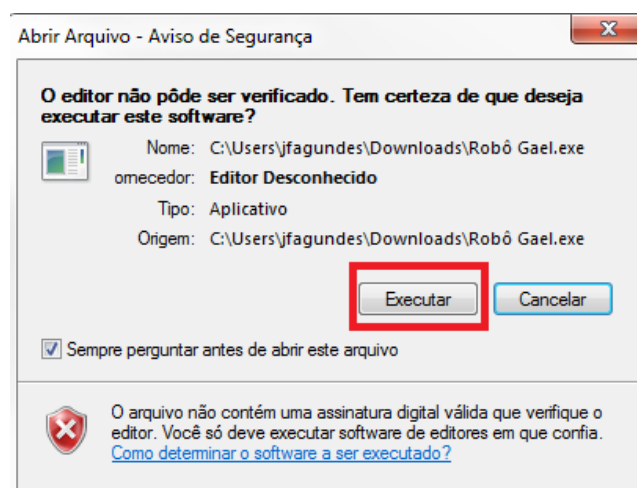 Abrir Arquivo - Aviso de Segurança
O editor não pôde ser verificado. Tem certeza de que deseja
executar este software?
Nome: C:\Users\jfagundes\Downloads\Robô Gael.exe
ornecedor: Editor Desconhecido
Tipo: Aplicativo
Origem: C:\Users\jfagundes\Downloads\Robô Gael.exe
Executar Cancelar
Sempre perguntar antes de abrir este arquivo
O arquivo não contém uma assinatura digital válida que verifique o
editor. Você só deve executar software de editores em que confia.
Como determinar o software a ser executado?